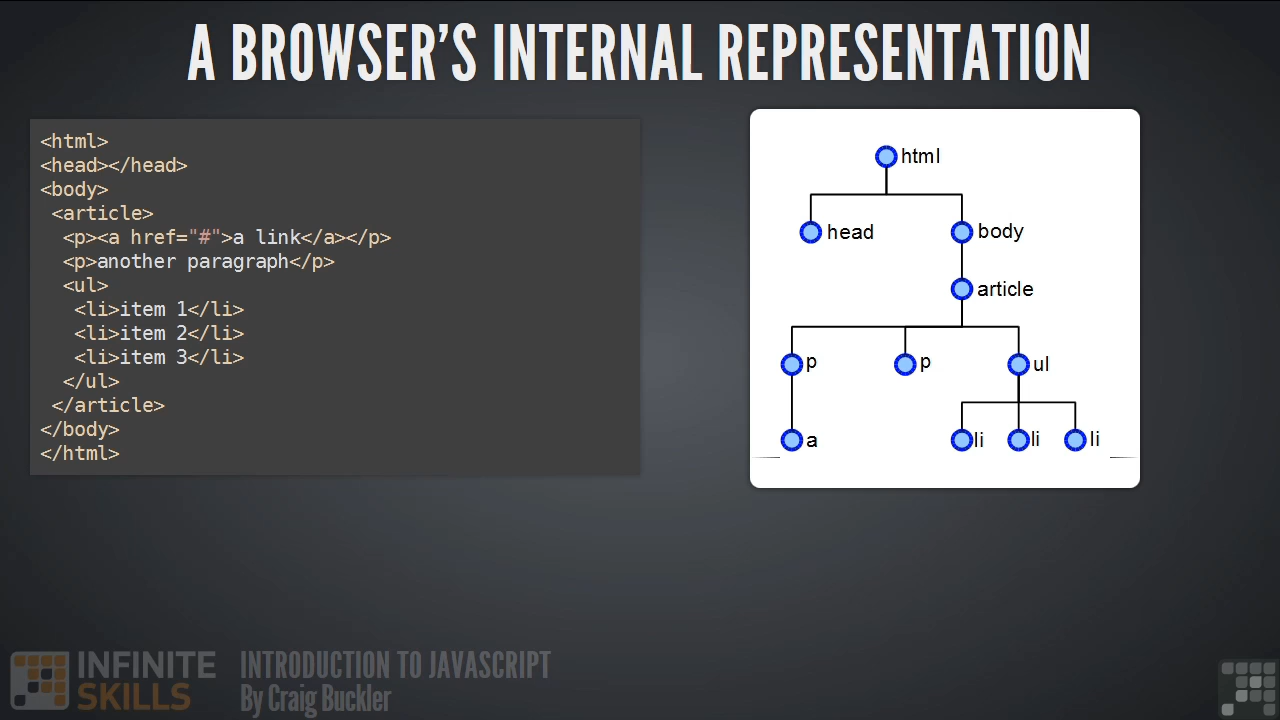 A BROWSER'S INTERNAL REPRESENTATION
<html>
<head></head>
<body>
<article>
<p><a href="#">a link</a></p>
<p>another paragraph</p>
<ul>
<li>item 1</li>
<li>item 2</li>
<li>item 3</li>
</ul>
</article>
</body>
</html>
html
head body
article
p p ul
a li li li
INFINITE SKILLS
INTRODUCTION TO JAVASCRIPT
By Craig Buckler